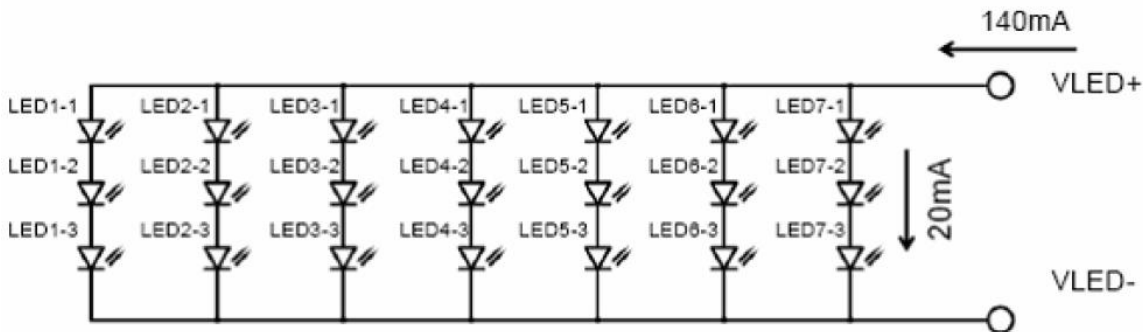 140mA
VLED+
LED1-1 LED2-1 LED3-1 LED4-1 LED5-1 LED6-1 LED7-1
LED1-2 LED2-2 LED3-2 LED4-2 LED5-2 LED6-2 LED7-2
20mA
LED1-3 LED2-3 LED3-3 LED4-3 LED5-3 LED6-3 LED7-3
VLED-